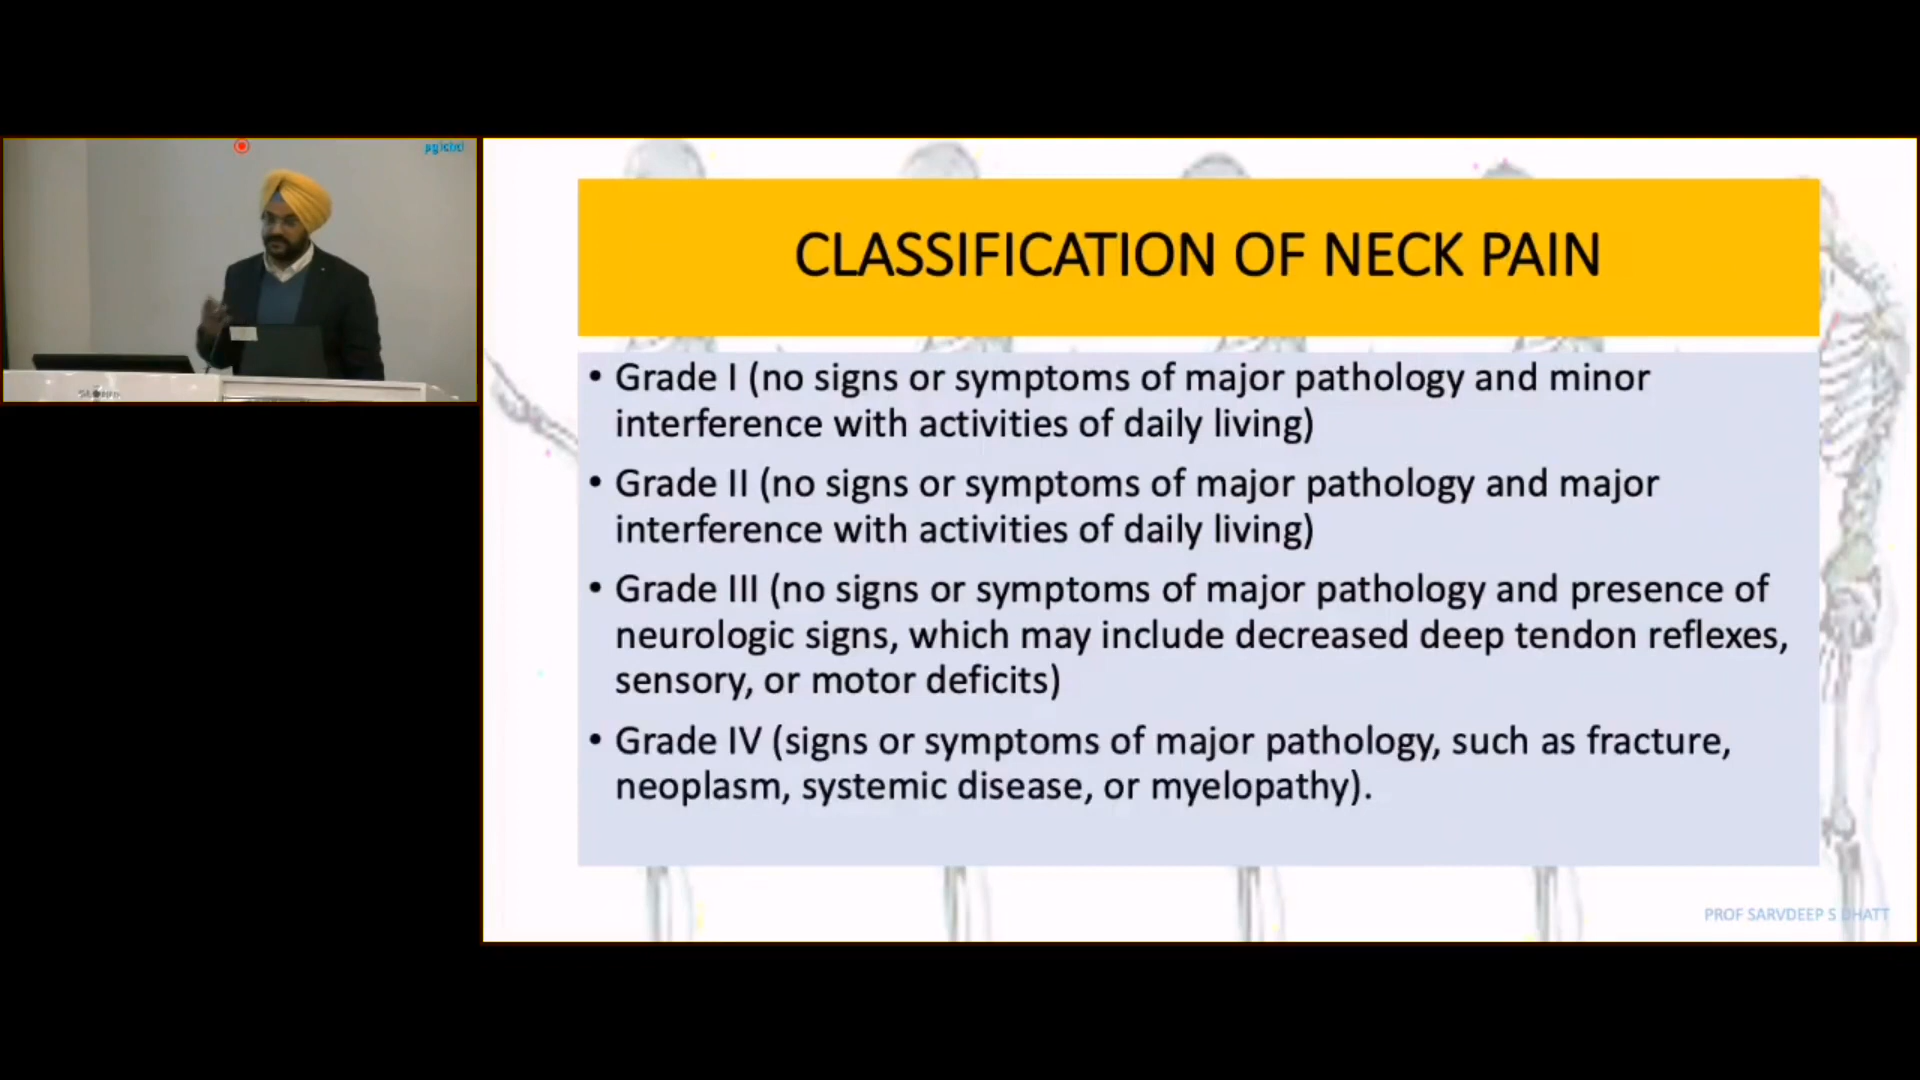 pgichd
CLASSIFICATION OF NECK PAIN
• Grade I (no signs or symptoms of major pathology and minor
interference with activities of daily living)
• Grade II (no signs or symptoms of major pathology and major
interference with activities of daily living)
• Grade III (no signs or symptoms of major pathology and presence of
neurologic signs, which may include decreased deep tendon reflexes,
sensory, or motor deficits)
• Grade IV (signs or symptoms of major pathology, such as fracture,
neoplasm, systemic disease, or myelopathy).
PROF SARVDEEP S DHATT